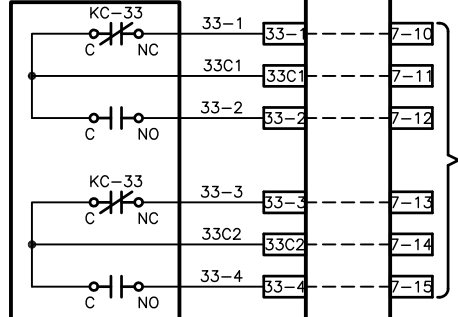 KC-33
33-1 33-1 7-10
C NC
33C1 33C1 7-11
33-2 33-2 7-12
C NO
KC-33
33-3 33-3 7-13
C NC
33C2 33C2 7-14
33-4 33-4 7-15
C NO